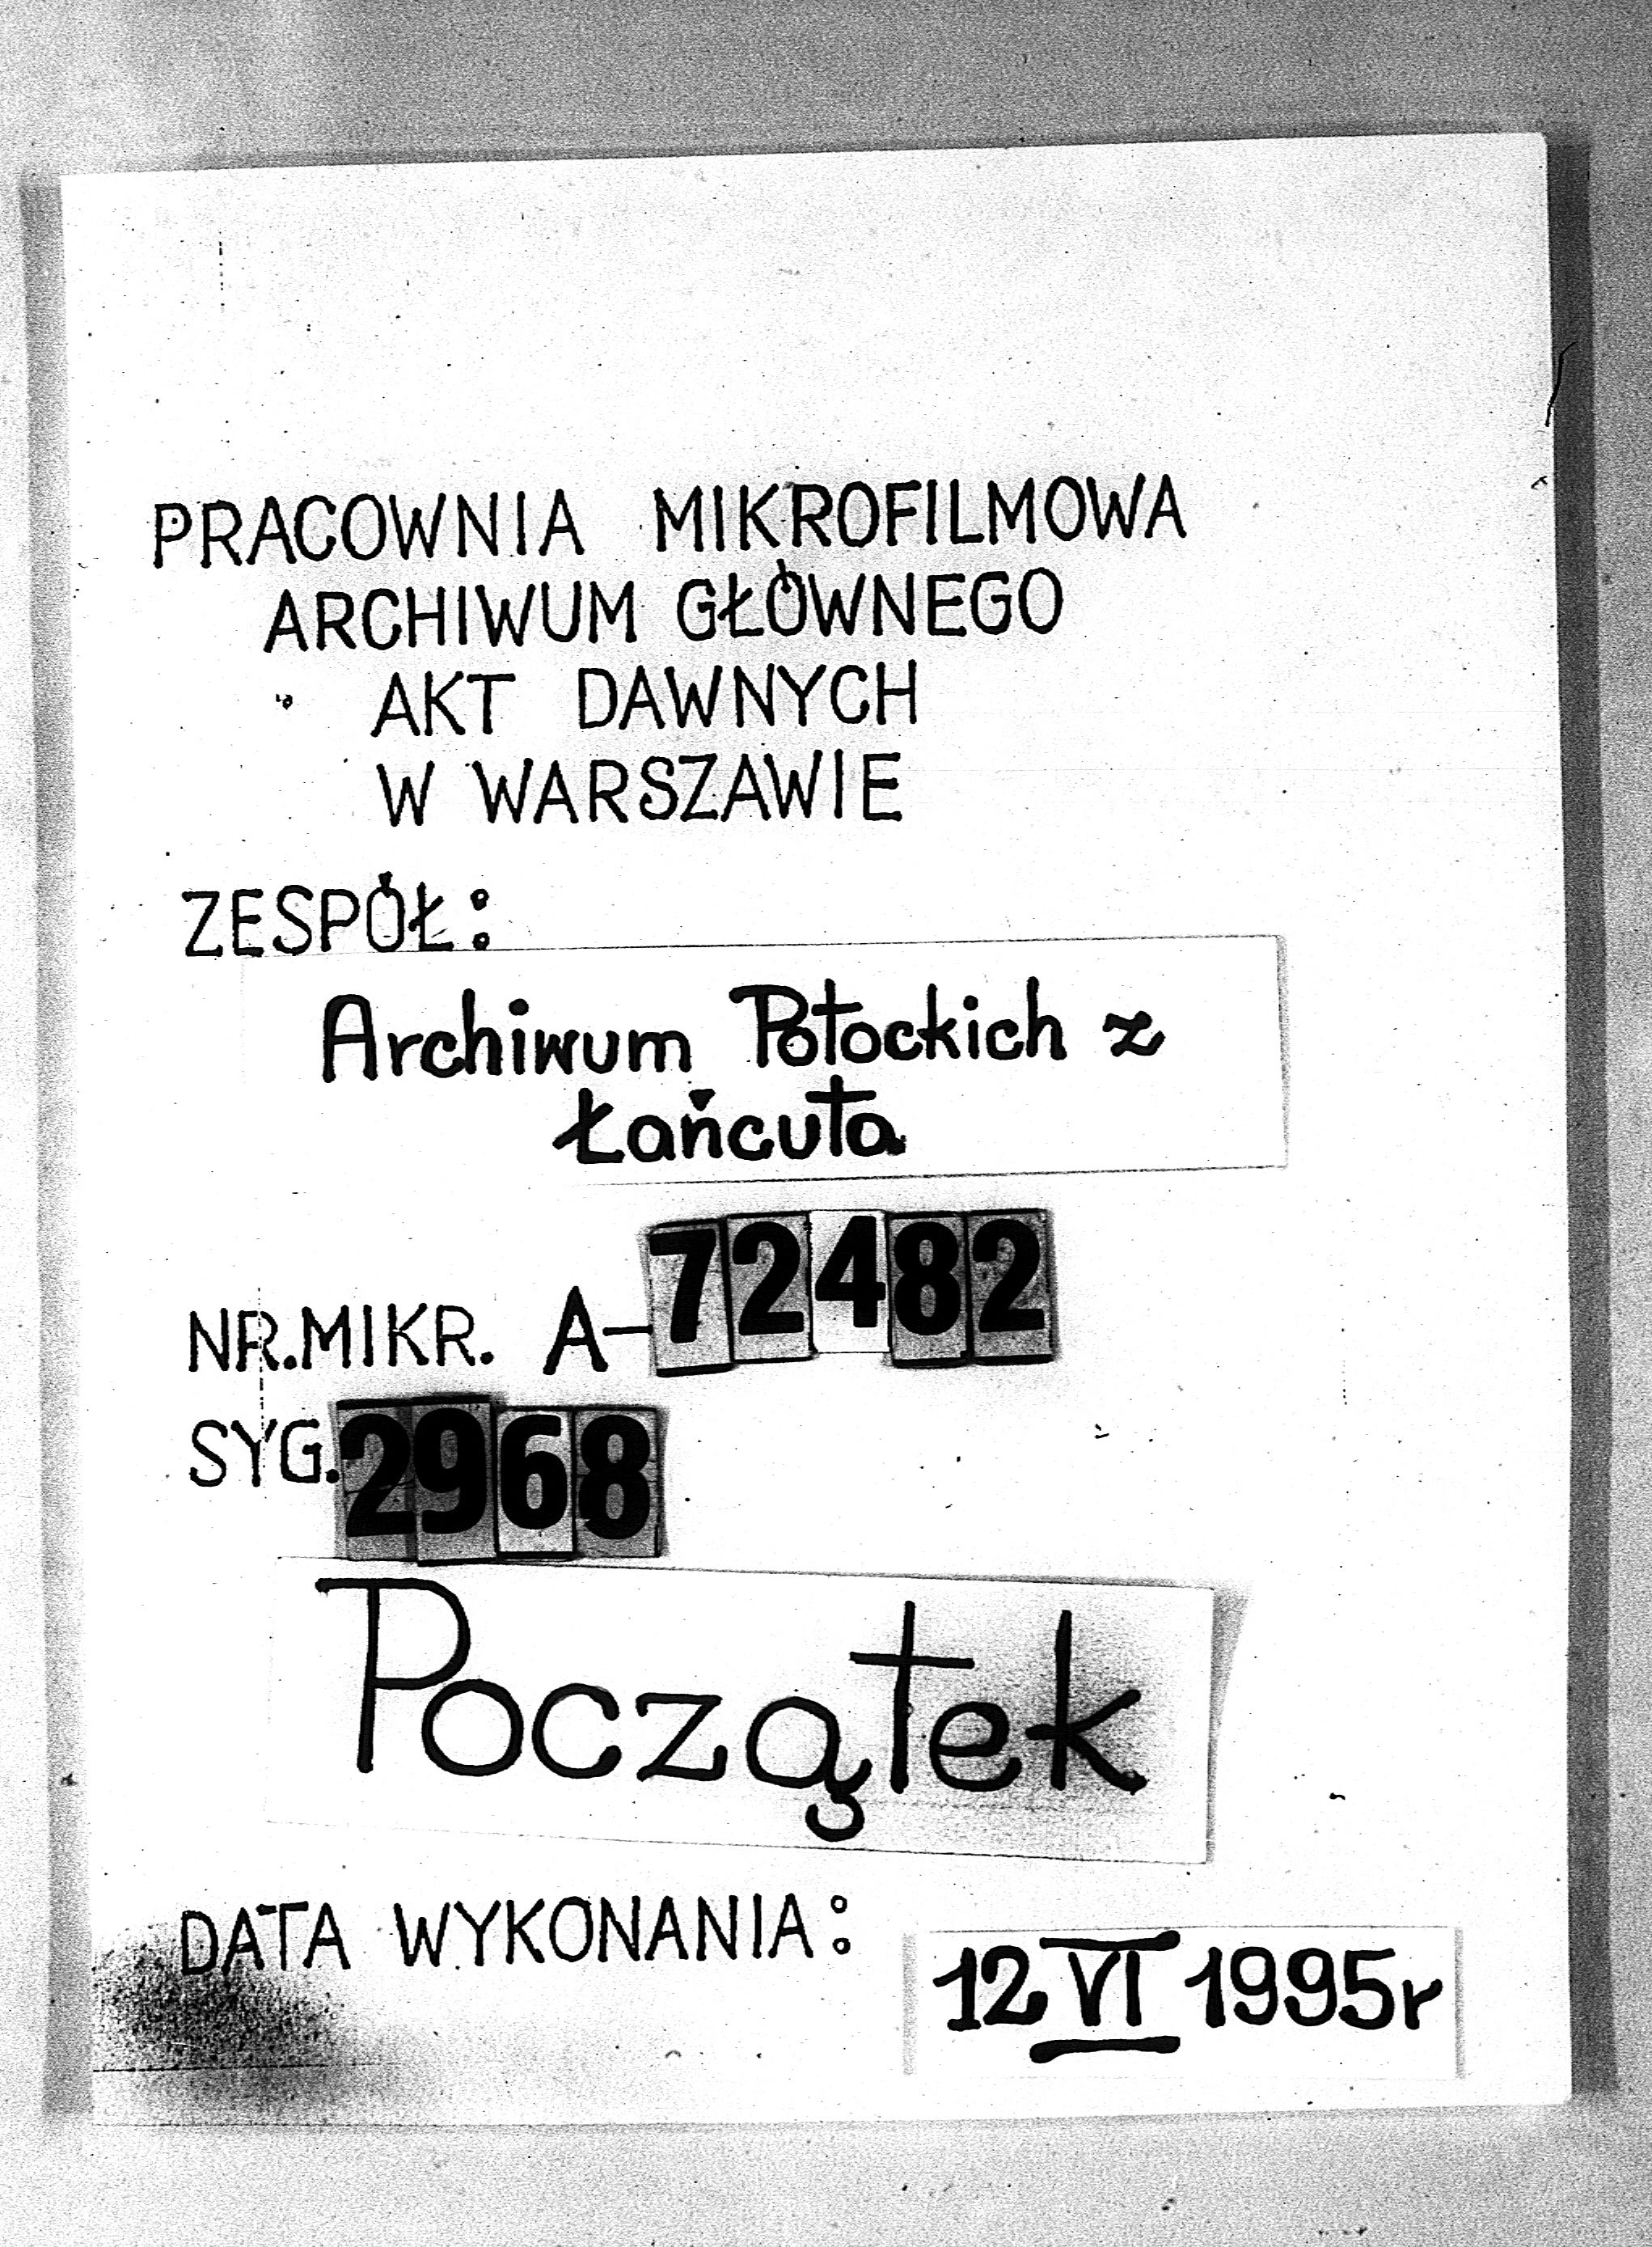 PRACOWNIA MIKROFILMOWA
ARCHIWUM GŁÓWNEGO
AKT DAWNYCH
W WARSZAWIE
ZESPÓŁ:
Archiwum Potockich z
Łańcuta
NR.MIKR. A-72482
SYG. 2968
Początek
DATA WYKONANIA: 12 VI 1995r